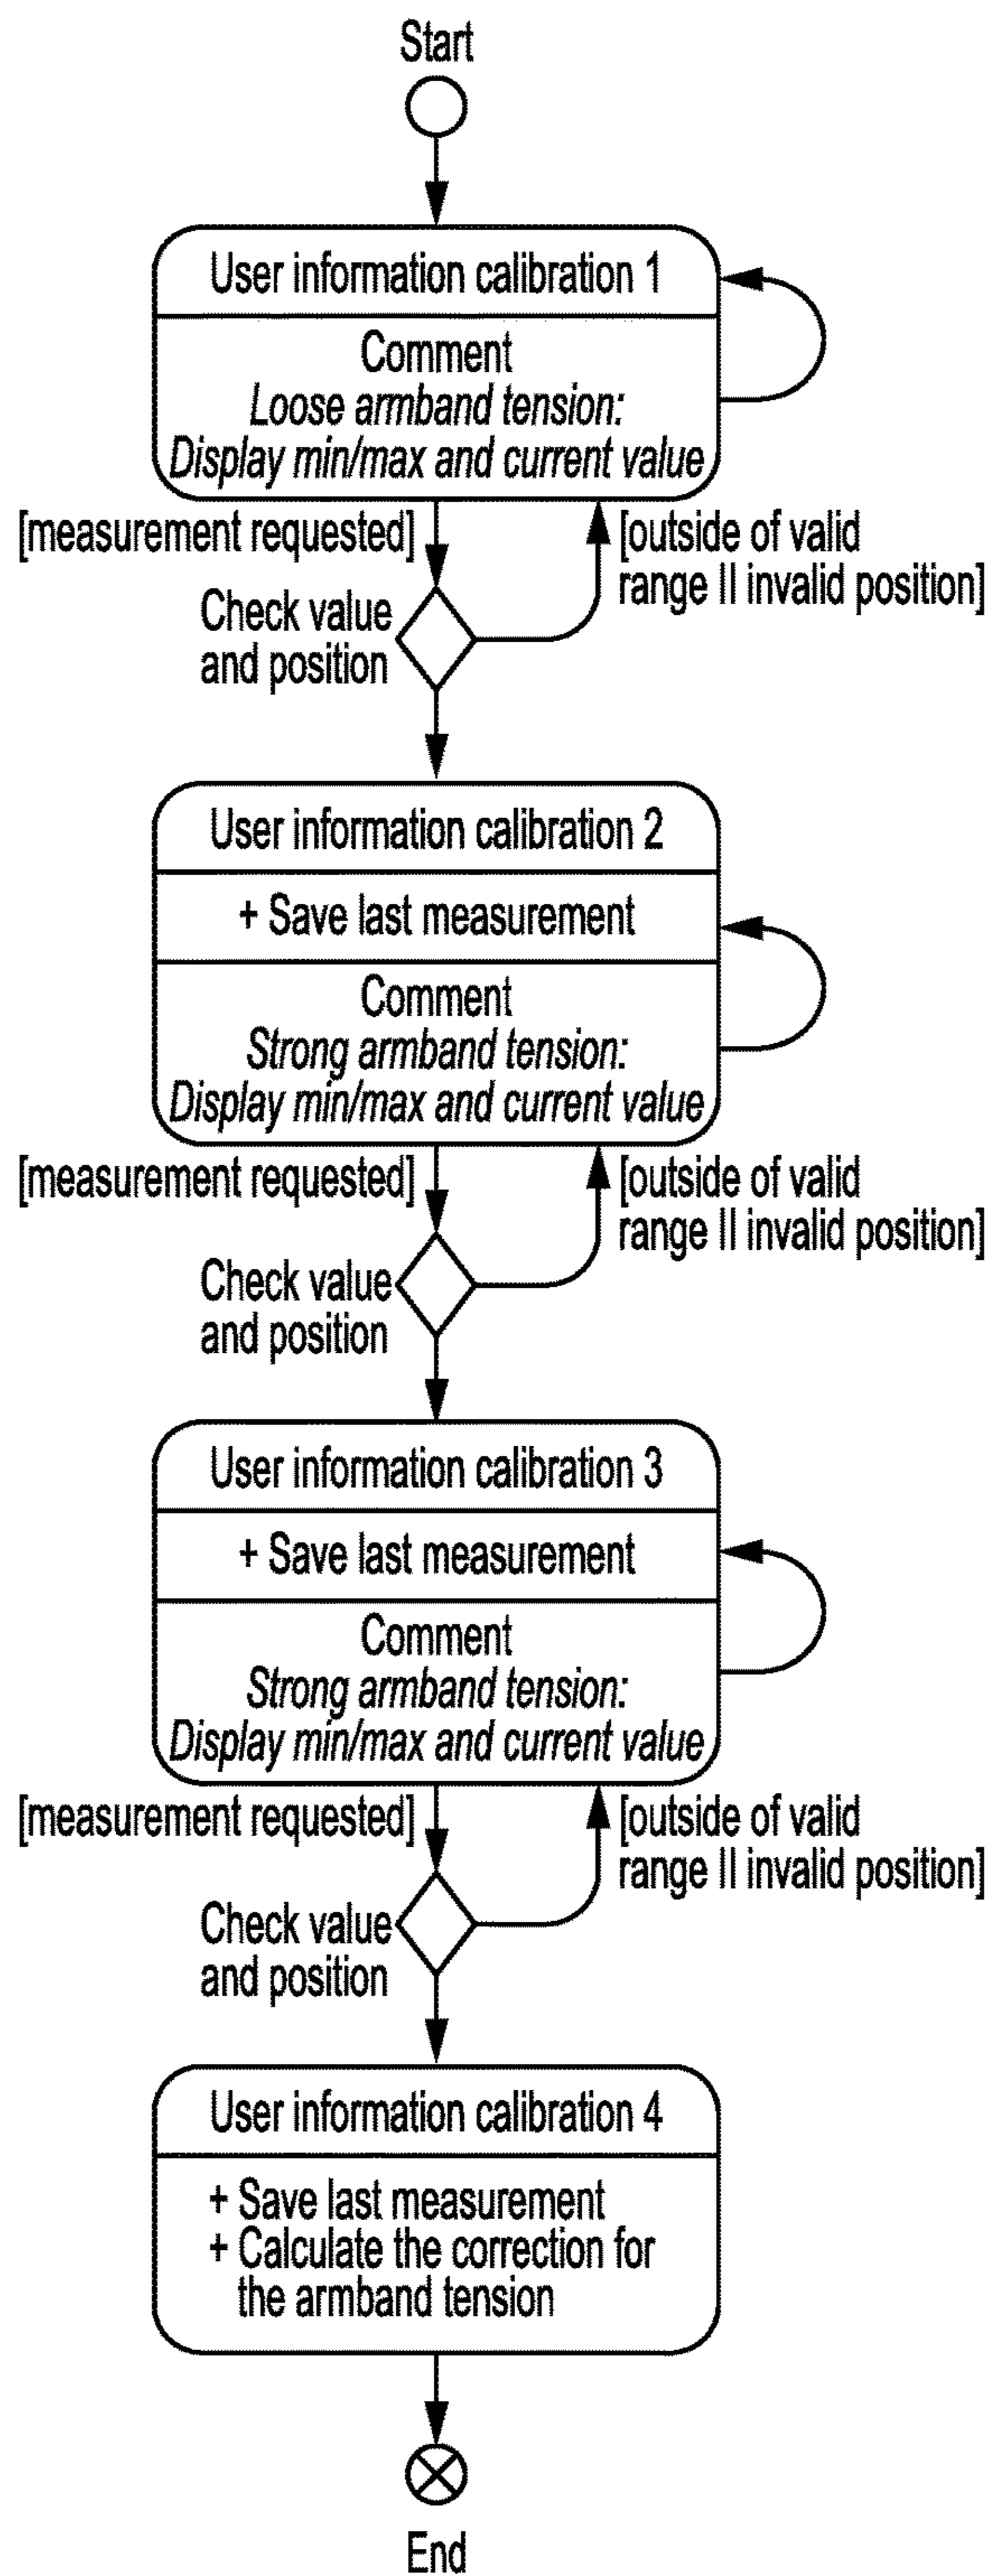 Start
User information calibration 1
Comment
Loose armband tension:
Display min/max and current value
[measurement requested]
[outside of valid
range II invalid position]
Check value
and position
User information calibration 2
+ Save last measurement
Comment
Strong armband tension:
Display min/max and current value
[measurement requested]
[outside of valid
range II invalid position]
Check value
and position
User information calibration 3
+ Save last measurement
Comment
Strong armband tension:
Display min/max and current value
[measurement requested]
[outside of valid
range II invalid position]
Check value
and position
User information calibration 4
+ Save last measurement
+ Calculate the correction for
the armband tension
End